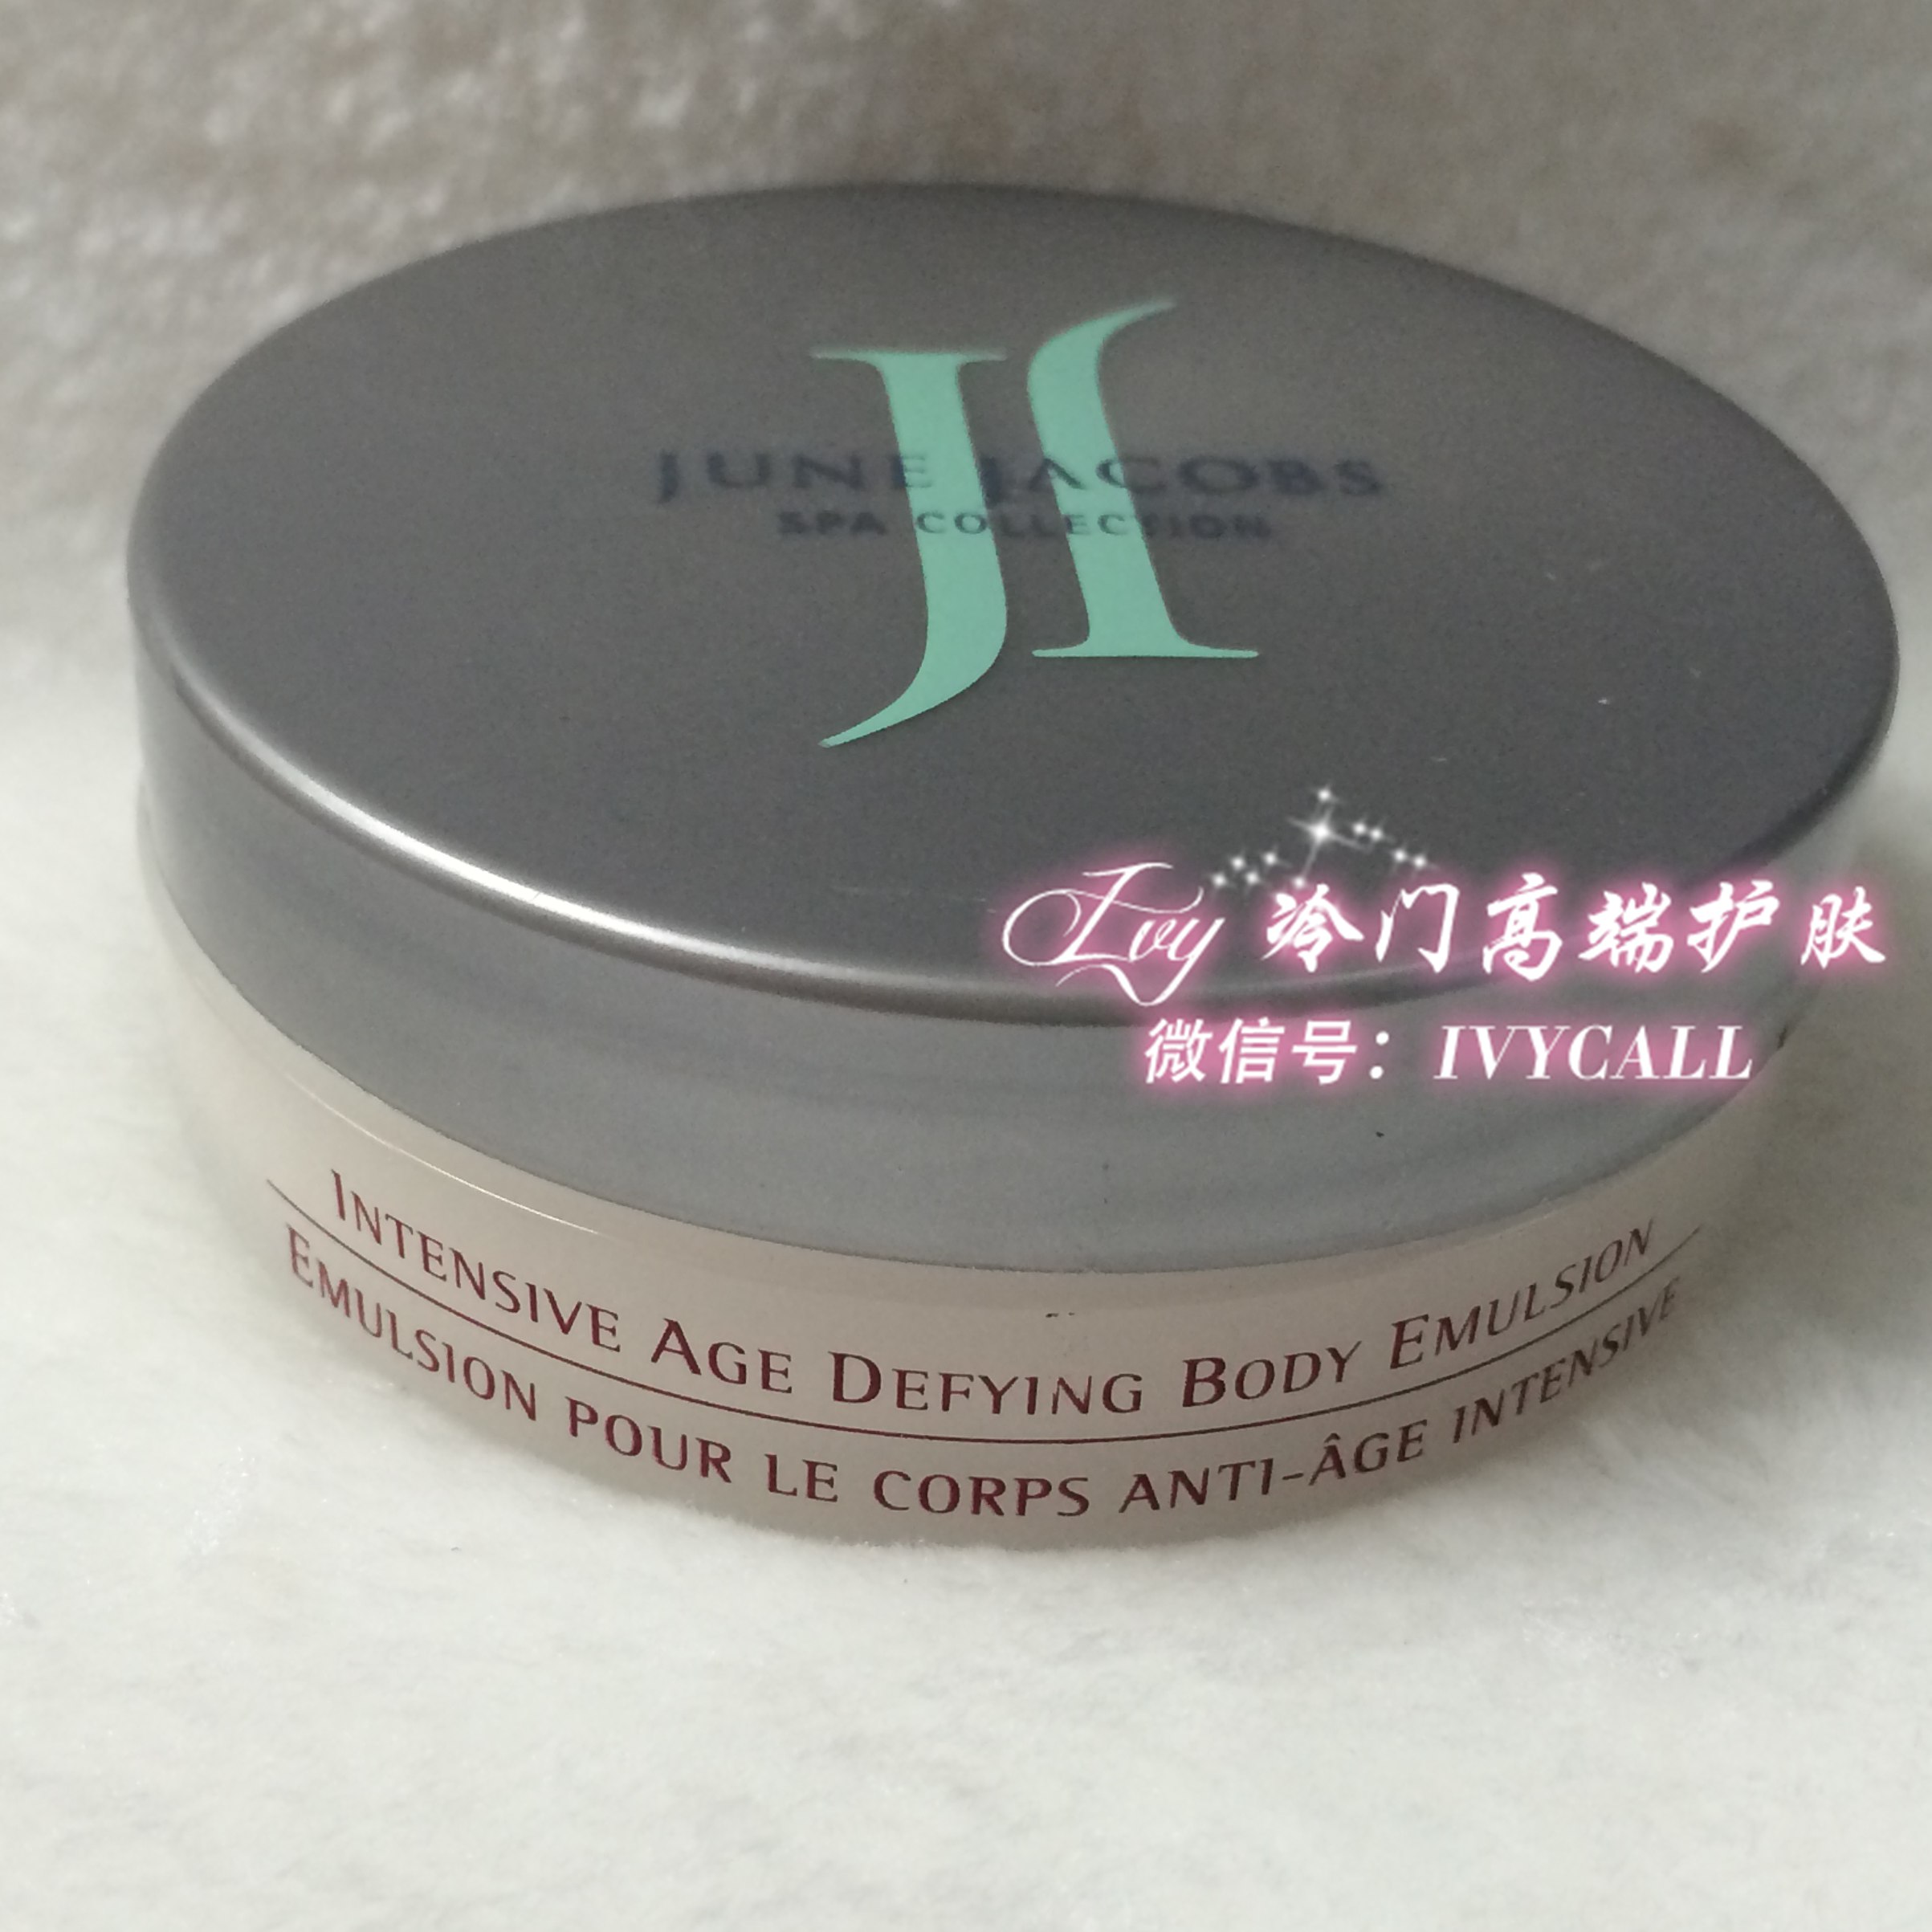 JJ
JUNE JACOBS
SPA COLLECTION
Ivy 冷门高端护肤
微信号：IVYCALL
INTENSIVE AGE DEFYING BODY EMULSION
EMULSION POUR LE CORPS ANTI-ÂGE INTENSIVE